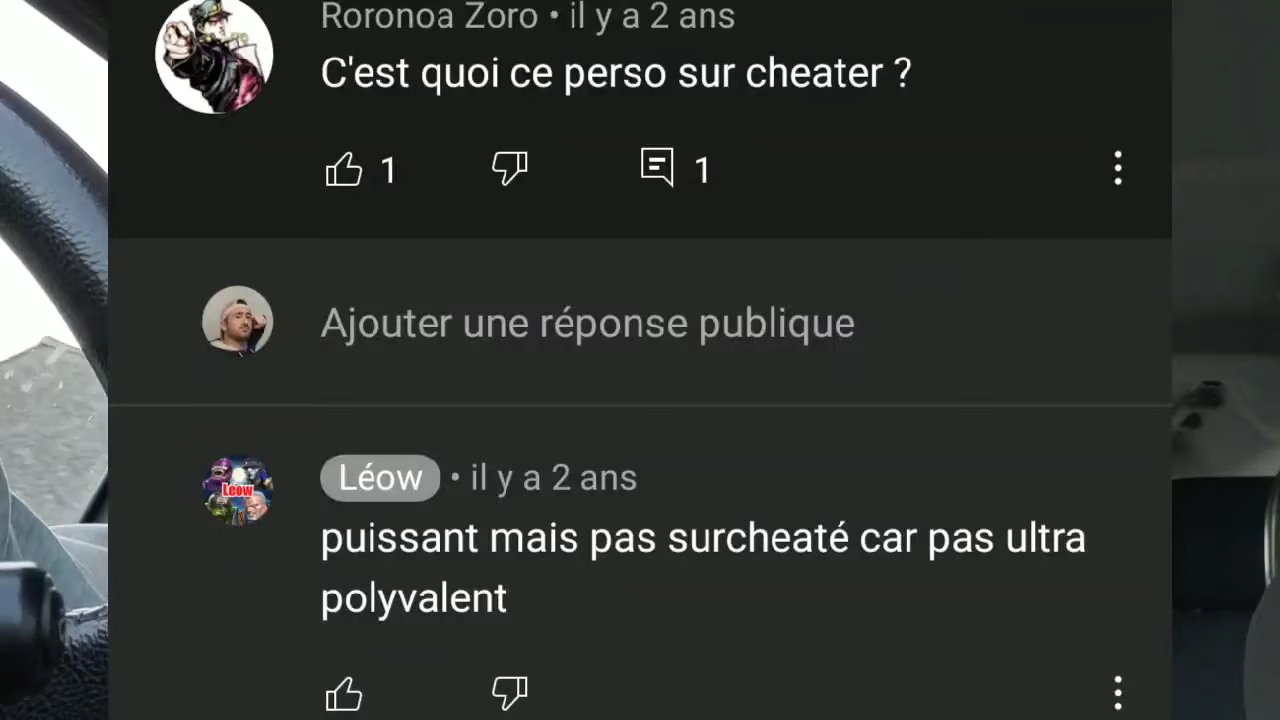 Roronoa Zoro • il y a 2 ans
C'est quoi ce perso sur cheater ?
1
1
Ajouter une réponse publique
Léow
Léow • il y a 2 ans
puissant mais pas surcheaté car pas ultra
polyvalent